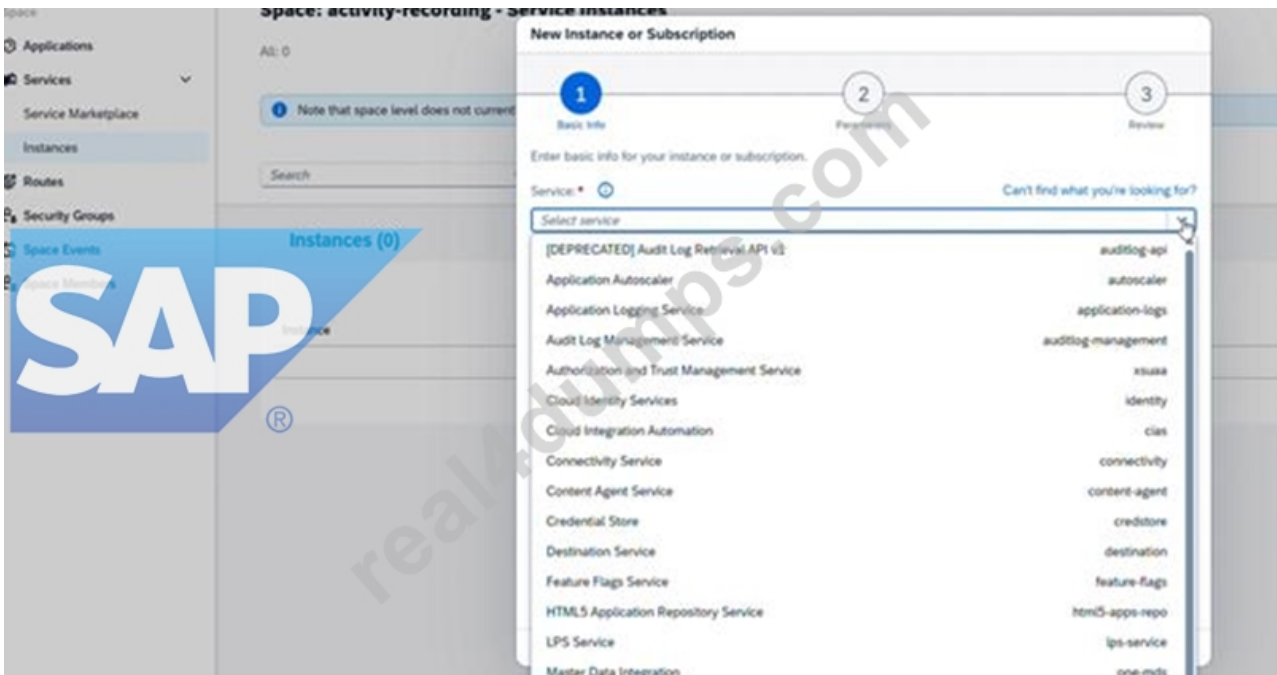 Space
Space: activity-recording - Service Instances
Applications
All: 0
Services
Service Marketplace
Note that space level does not current
Instances
Search
Routes
Security Groups
Space Events
Instances (0)
Space Members
Instance
SAP
®
New Instance or Subscription
1
2
3
Basic Info
Review
Enter basic info for your instance or subscription.
Service: *
Can't find what you're looking for?
Select service
[DEPRECATED] Audit Log Retrieval API v2 auditlog-api
Application Autoscaler autoscaler
Application Logging Service application-logs
Audit Log Management Service auditlog-management
Authorization and Trust Management Service xsuaa
Cloud Identity Services identity
Cloud Integration Automation cias
Connectivity Service connectivity
Content Agent Service content-agent
Credential Store credstore
Destination Service destination
Feature Flags Service feature-flags
HTML5 Application Repository Service html5-apps-repo
LPS Service lps-service
Master Data Integration one-mds
real4dumps.com